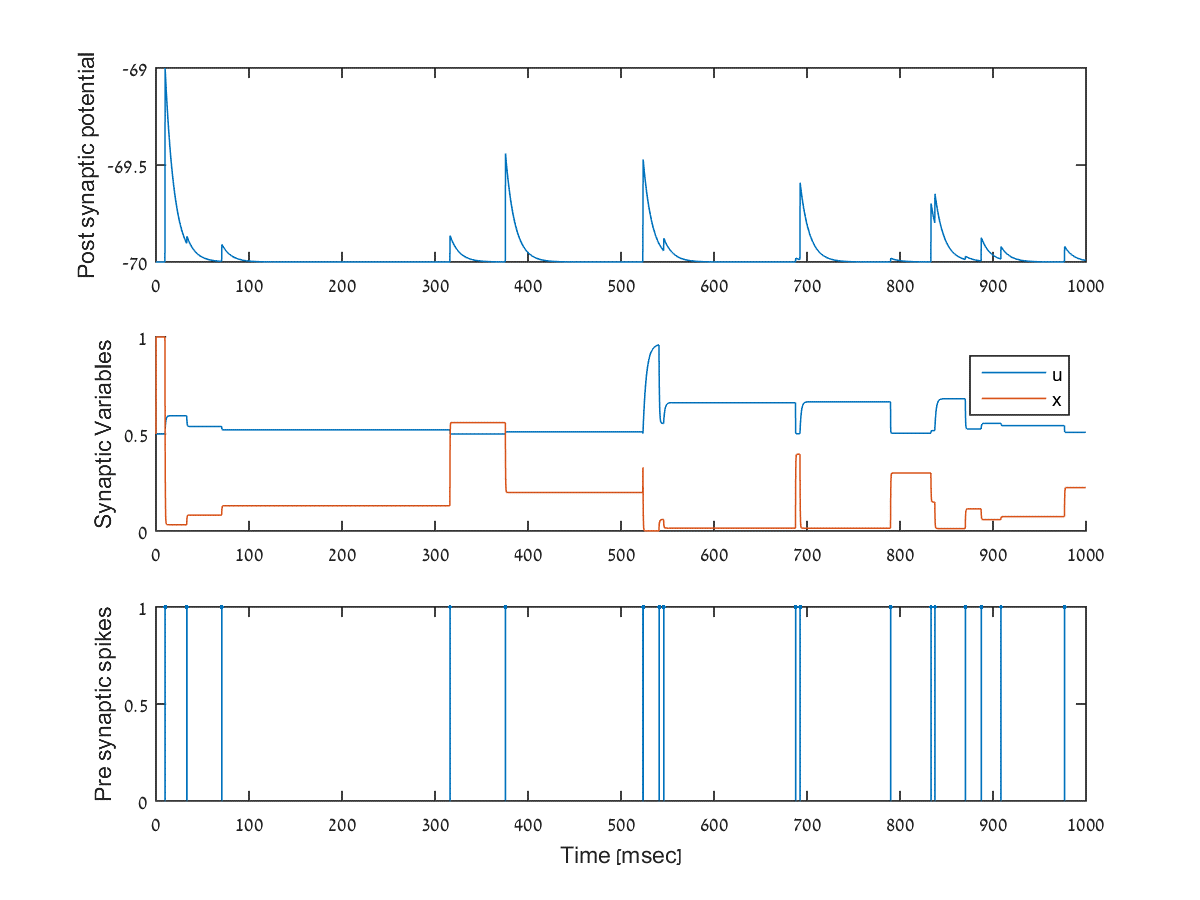 Post synaptic potential
-69
-69.5
-70
0 100 200 300 400 500 600 700 800 900 1000
Synaptic Variables
1
0.5
0
u
x
0 100 200 300 400 500 600 700 800 900 1000
Pre synaptic spikes
1
0.5
0
0 100 200 300 400 500 600 700 800 900 1000
Time [msec]